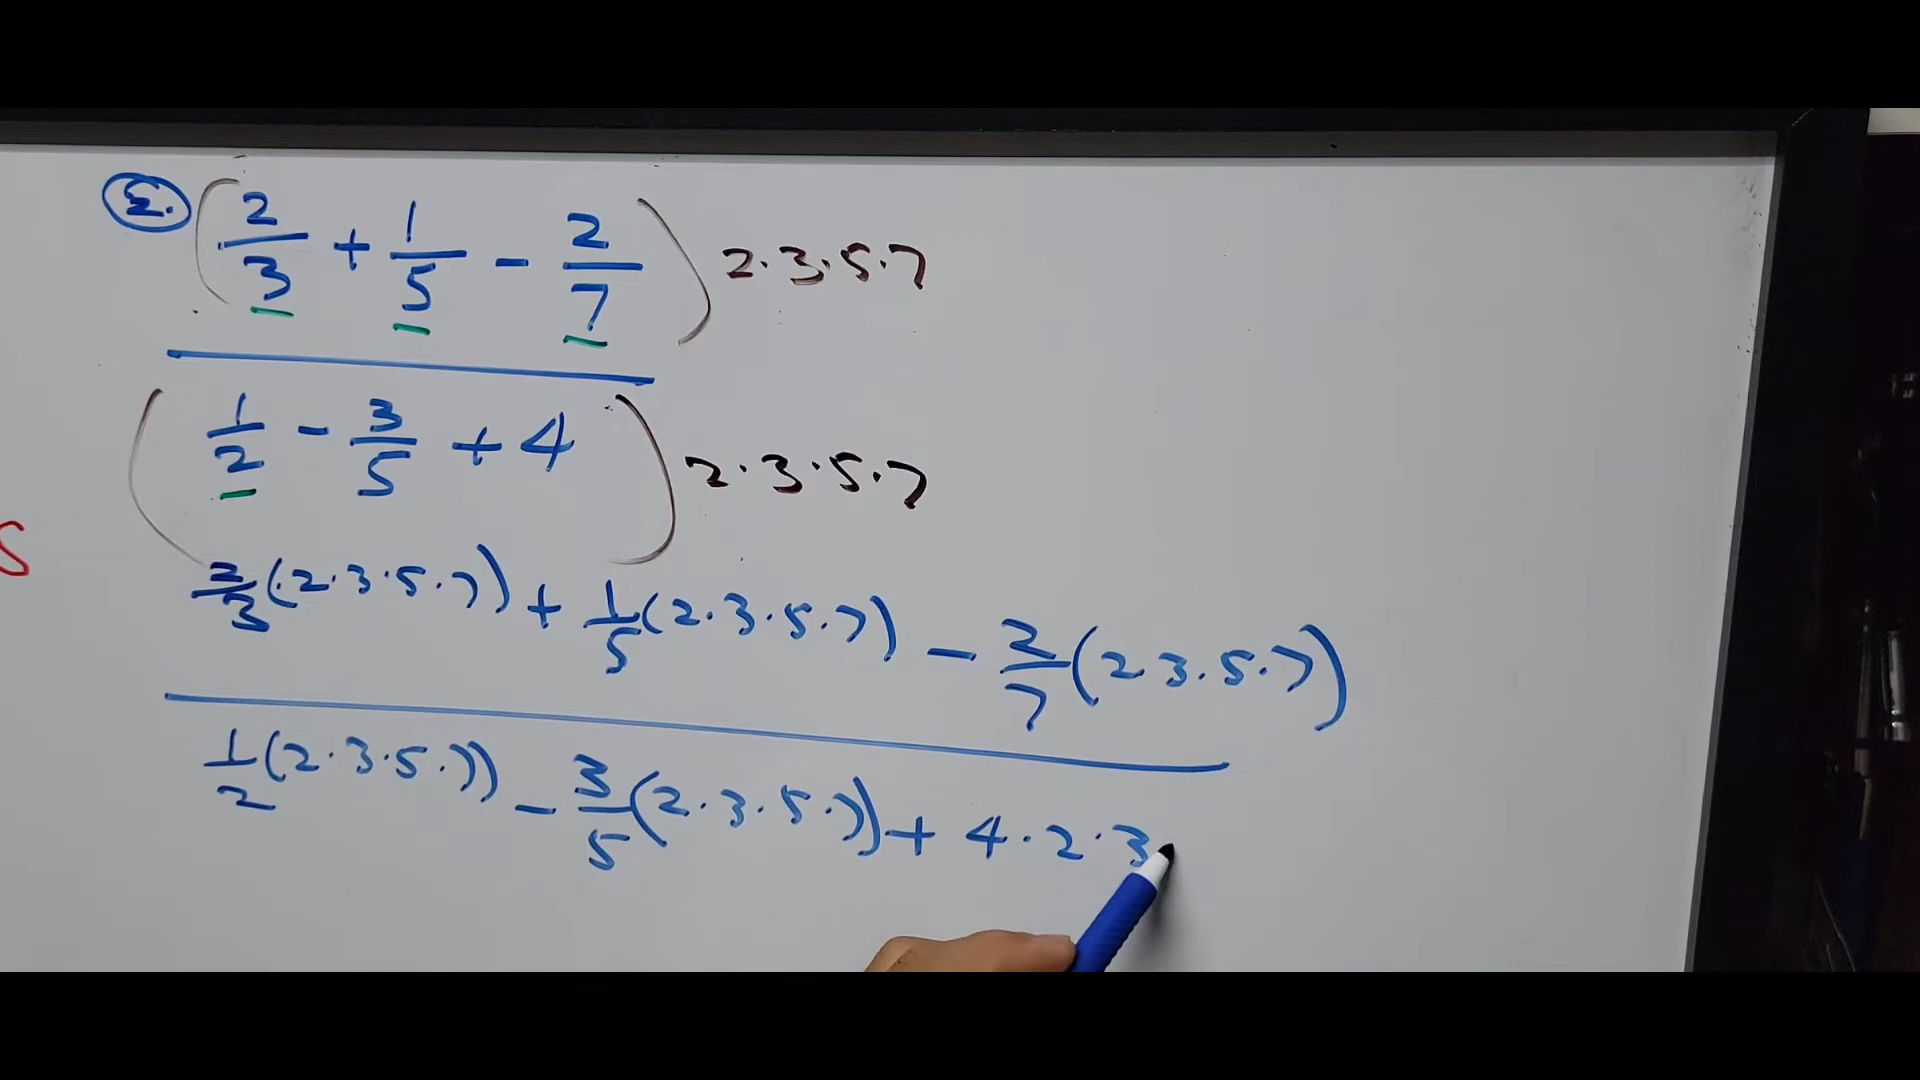 2/3 + 1/5 - 2/7 ) 2·3·5·7
( 1/2 - 3/5 + 4 ) 2·3·5·7
2/3(2·3·5·7) + 1/5(2·3·5·7) - 2/7(2 3·5·7)
1/2(2·3·5·7) - 3/5(2·3·5·7) + 4·2·3